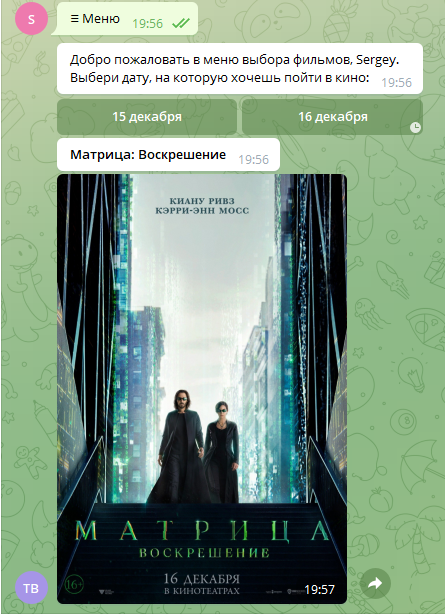 S
≡ Меню 19:56
Добро пожаловать в меню выбора фильмов, Sergey.
Выбери дату, на которую хочешь пойти в кино:
19:56
15 декабря
16 декабря
Матрица: Воскрешение 19:56
КИАНУ РИВЗ
КЭРРИ-ЭНН МОСС
МАТРИЦА
ВОСКРЕШЕНИЕ
16+
16 ДЕКАБРЯ
В КИНОТЕАТРАХ
19:57
ТВ